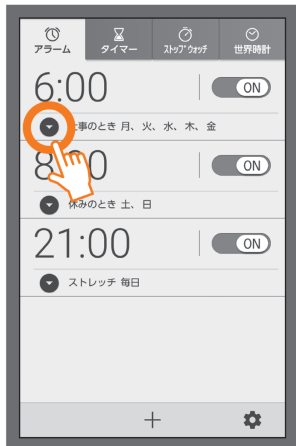 アラーム タイマー ストップウォッチ 世界時計
6:00 ON
事のとき 月、火、水、木、金
8:00 ON
休みのとき 土、日
21:00 ON
ストレッチ 毎日